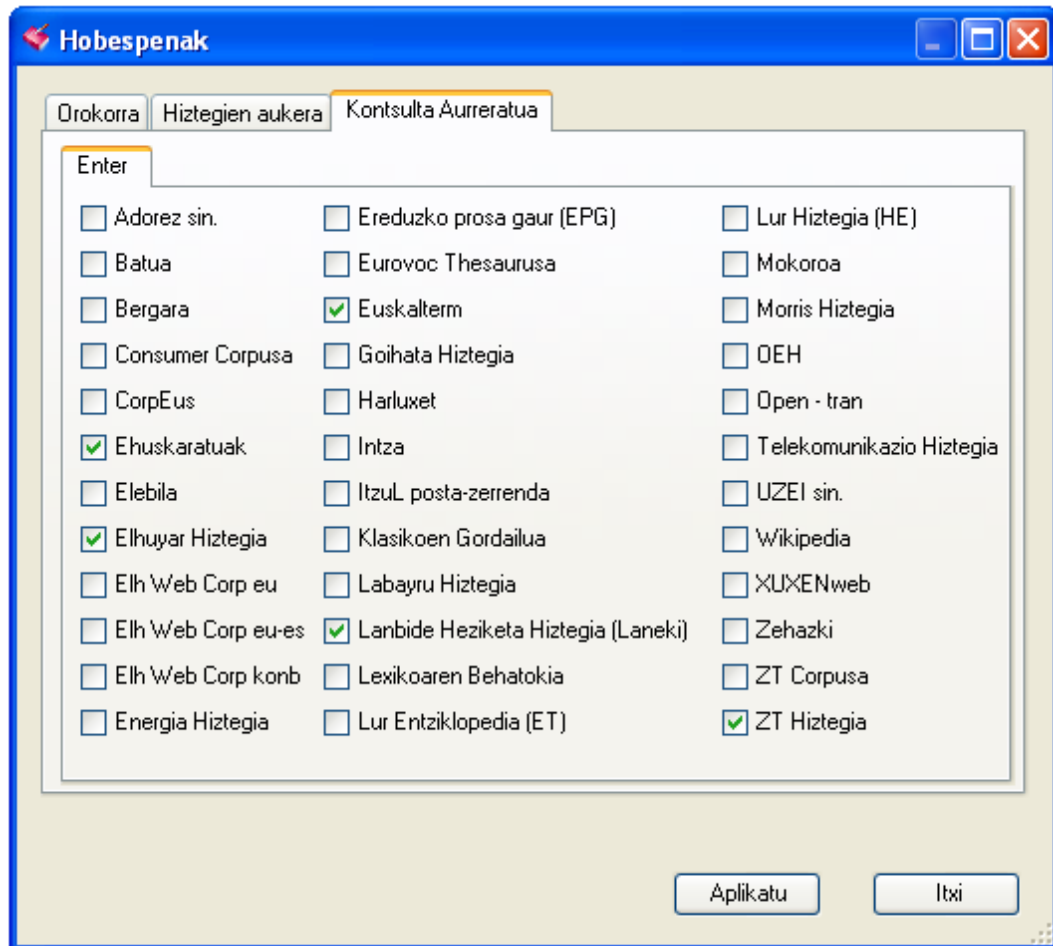 Hobespenak
Orokorra
Hiztegien aukera
Kontsulta Aurreratua
Enter
Adorez sin.
Batua
Bergara
Consumer Corpusa
CorpEus
Ehuskaratuak
Elebila
Elhuyar Hiztegia
Elh Web Corp eu
Elh Web Corp eu-es
Elh Web Corp konb
Energia Hiztegia
Ereduzko prosa gaur (EPG)
Eurovoc Thesaurusa
Euskalterm
Goihata Hiztegia
Harluxet
Intza
ItzuL posta-zerrenda
Klasikoen Gordailua
Labayru Hiztegia
Lanbide Heziketa Hiztegia (Laneki)
Lexikoaren Behatokia
Lur Entziklopedia (ET)
Lur Hiztegia (HE)
Mokoroa
Morris Hiztegia
OEH
Open - tran
Telekomunikazio Hiztegia
UZEI sin.
Wikipedia
XUXENweb
Zehazki
ZT Corpusa
ZT Hiztegia
Aplikatu
Itxi